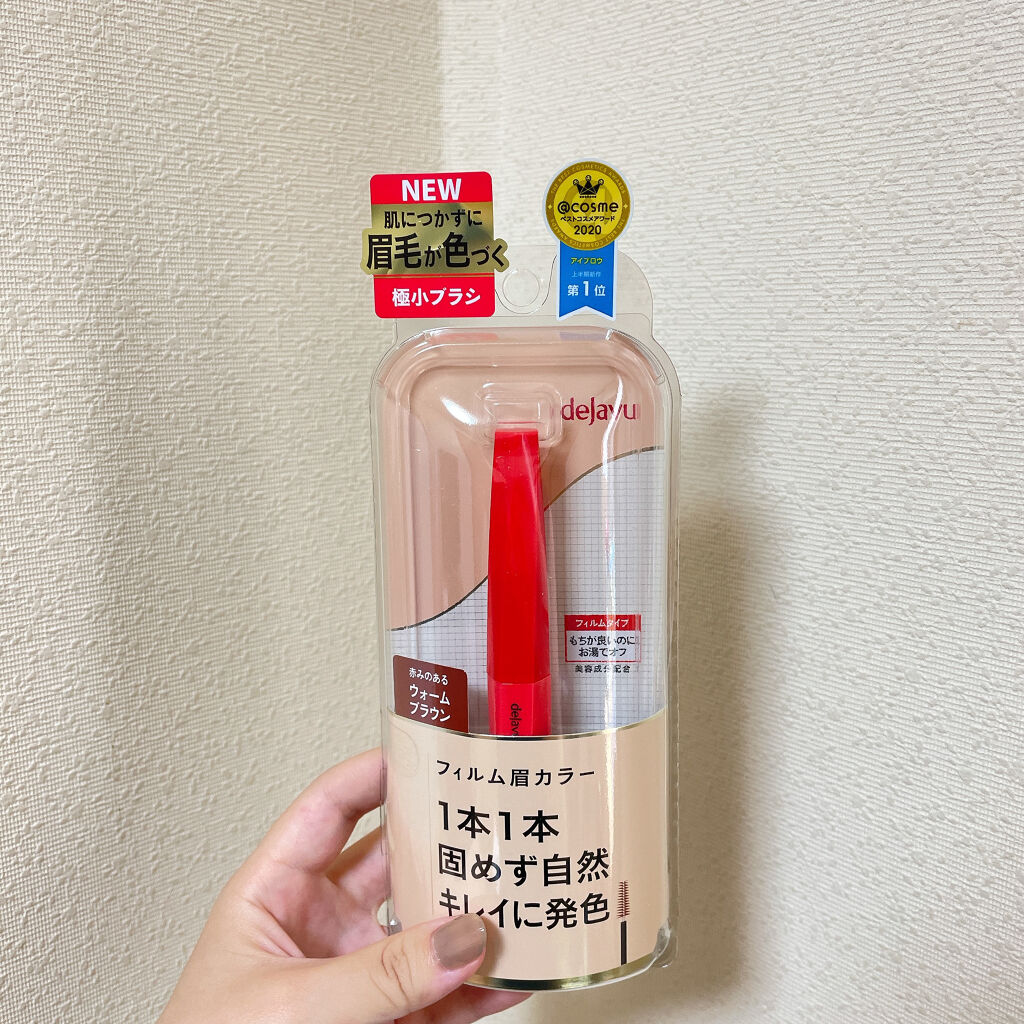 NEW
肌につかずに
眉毛が色づく
極小ブラシ
@cosme
ベストコスメアワード
2020
アイブロウ
上半期新作
第1位
dejavu
フィルムタイプ
もちが良いのに
お湯でオフ
美容成分配合
赤みのある
ウォーム
ブラウン
dejavu
フィルム眉カラー
1本1本
固めず自然
キレイに発色